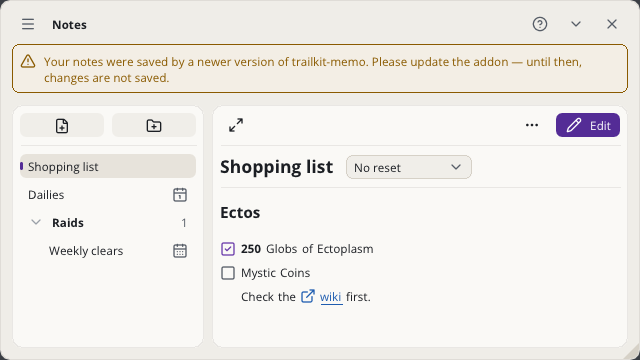 Notes
Your notes were saved by a newer version of trailkit-memo. Please update the addon — until then,
changes are not saved.
Edit
Shopping list
Dailies
Raids 1
Weekly clears
Shopping list No reset
Ectos
250 Globs of Ectoplasm
Mystic Coins
Check the wiki first.